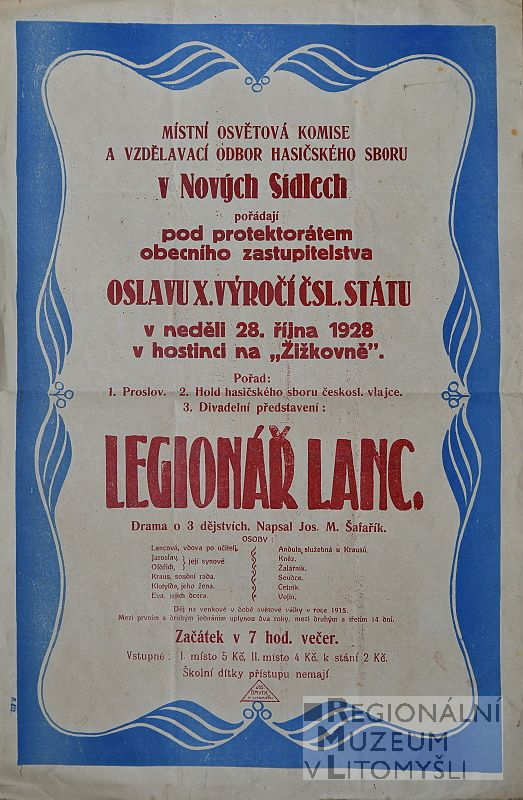 MÍSTNÍ OSVĚTOVÁ KOMISE
A VZDĚLAVACÍ ODBOR HASIČSKÉHO SBORU
v Nových Sídlech
pořádají
pod protektorátem
obecního zastupitelstva
OSLAVU X. VÝROČÍ ČSL. STÁTU
v neděli 28. října 1928
v hostinci na „Žižkovně”.
Pořad:
1. Proslov. 2. Hold hasičského sboru českosl. vlajce.
3. Divadelní představení:
LEGIONÁŘ LANC.
Drama o 3 dějstvích. Napsal Jos. M. Šafařík.
OSOBY:
Lancová, vdova po učiteli.
Jaroslav,
Oldřich, } její synové.
Kraus, soudní rada.
Klotylda, jeho žena.
Eva, jejich dcera.
Andula, služebná u Krausů.
Kněz.
Žalářník.
Soudce.
Četník.
Vojín.
Děj na venkově v době světové války v roce 1915.
Mezi prvním a druhým jednáním uplynou dva roky, mezi druhým a třetím 14 dní.
Začátek v 7 hod. večer.
Vstupné: I. místo 5 Kč, II. místo 4 Kč, k stání 2 Kč.
Školní dítky přístupu nemají.
V LITOMYŠLI
REGIONÁLNÍ
MUZEUM
V LITOMYŠLI